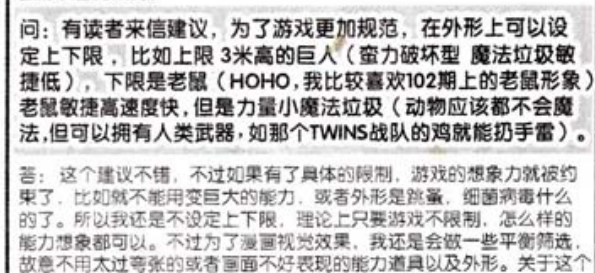 问：有读者来信建议，为了游戏更加规范，在外形上可以设
定上下限，比如上限 3米高的巨人（蛮力破坏型 魔法垃圾敏
捷低），下限是老鼠（HOHO，我比较喜欢102期上的老鼠形象）
老鼠敏捷高速度快，但是力量小魔法垃圾（动物应该都不会魔
法，但可以拥有人类武器，如那个TWINS战队的鸡就能扔手雷）。
答：这个建议不错，不过如果有了具体的限制，游戏的想象力就被约
束了．比如就不能用变巨大的能力．或者外形是跳蚤．细菌病毒什么
的了。所以我还是不设定上下限，理论上只要游戏不限制，怎么样的
能力想象都可以。不过为了漫画视觉效果，我还是会做一些平衡筛选，
故意不用太过夸张的或者画面不好表现的能力道具以及外形。关于这个